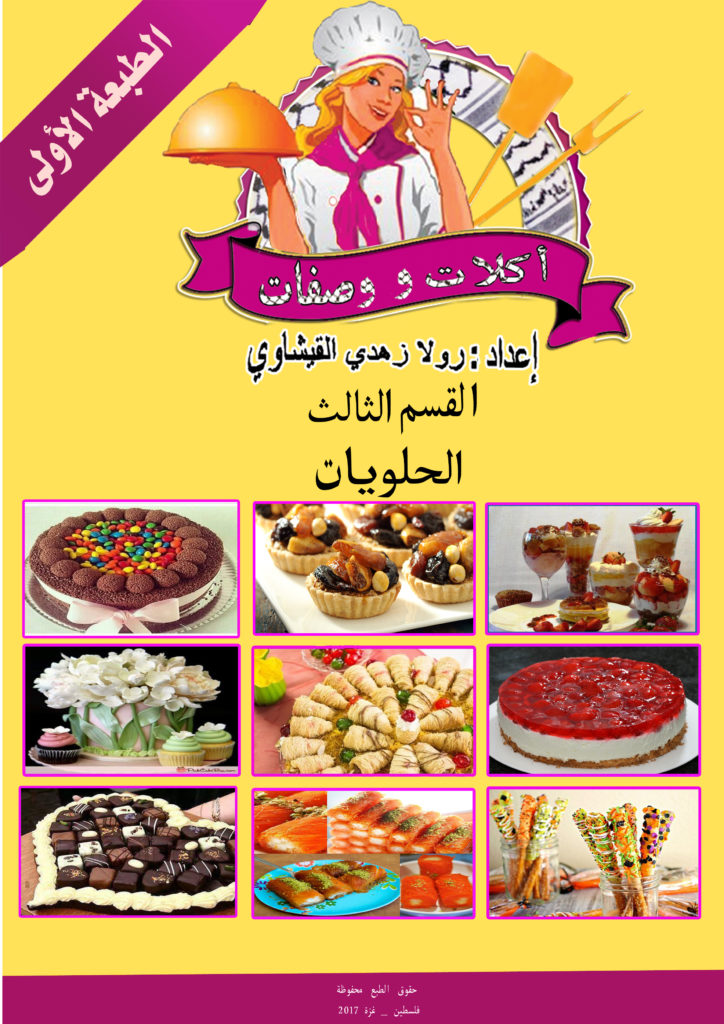 الطبعة الأولى
أكلات و وصفات
إعداد : رولا زهدي القيشاوي
القسم الثالث
الحلويات
حقوق الطبع محفوظة
فلسطين _ غزة 2017